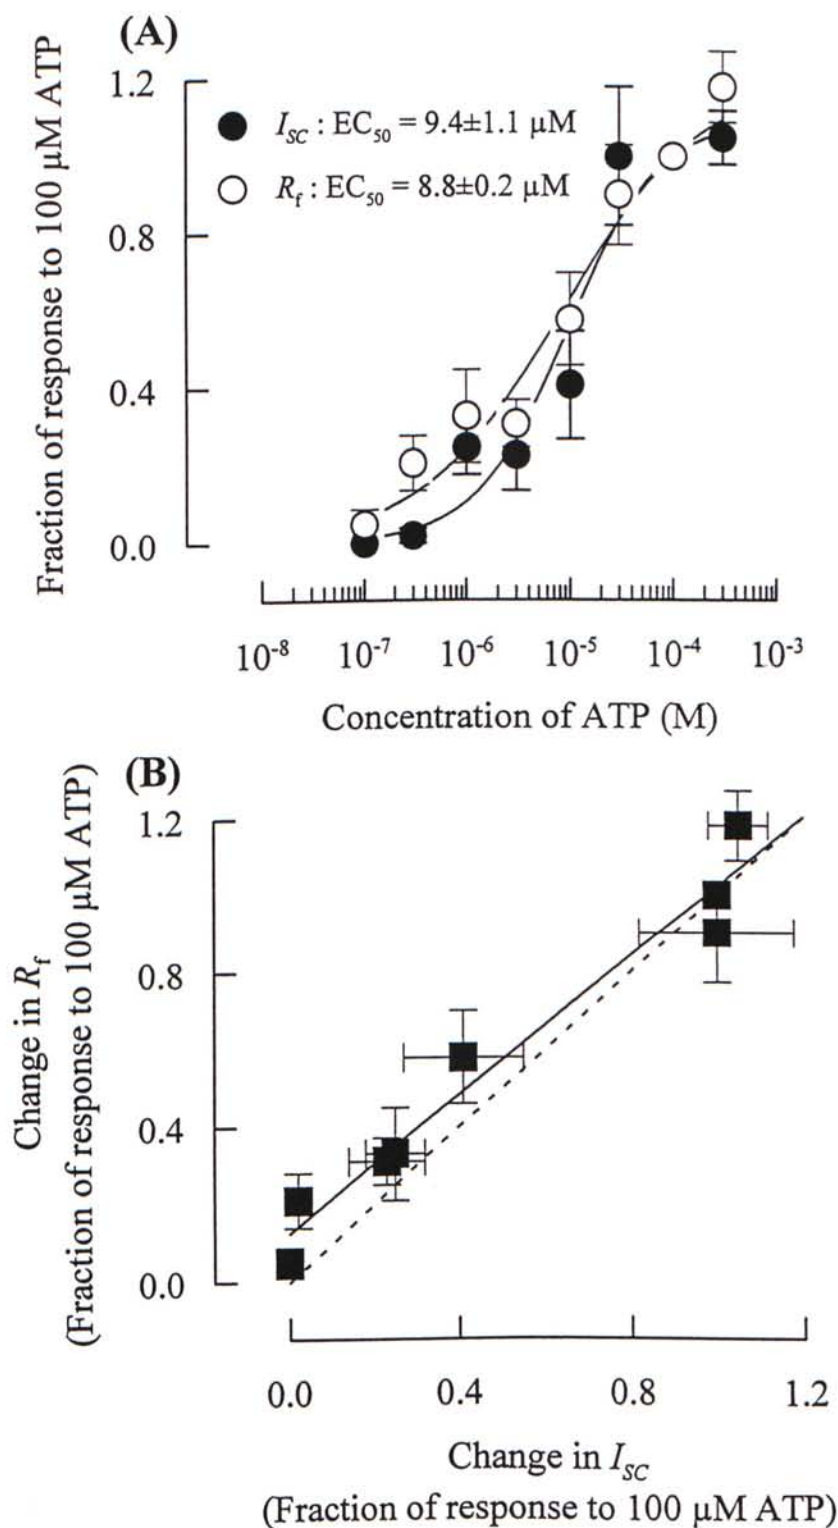 (A)
Fraction of response to 100 μM ATP
1.2
0.8
0.4
0.0
I_SC : EC₅₀ = 9.4±1.1 μM
R_f : EC₅₀ = 8.8±0.2 μM
10⁻⁸ 10⁻⁷ 10⁻⁶ 10⁻⁵ 10⁻⁴ 10⁻³
Concentration of ATP (M)
(B)
Change in R_f
(Fraction of response to 100 μM ATP)
1.2
0.8
0.4
0.0
0.0 0.4 0.8 1.2
Change in I_SC
(Fraction of response to 100 μM ATP)